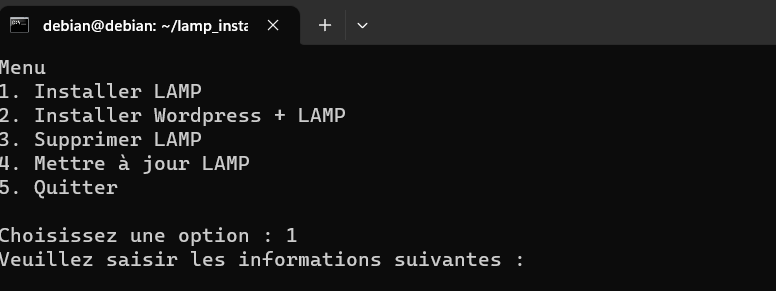 debian@debian: ~/lamp_insta
Menu
1. Installer LAMP
2. Installer Wordpress + LAMP
3. Supprimer LAMP
4. Mettre à jour LAMP
5. Quitter
Choisissez une option : 1
Veuillez saisir les informations suivantes :